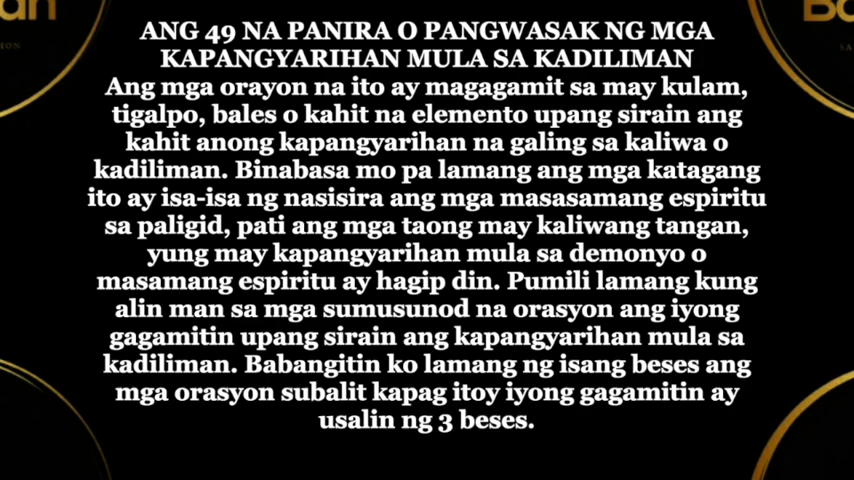 ANG 49 NA PANIRA O PANGWASAK NG MGA
KAPANGYARIHAN MULA SA KADILIMAN
Ang mga orayon na ito ay magagamit sa may kulam,
tigalpo, bales o kahit na elemento upang sirain ang
kahit anong kapangyarihan na galing sa kaliwa o
kadiliman. Binabasa mo pa lamang ang mga katagang
ito ay isa-isa ng nasisira ang mga masasamang espiritu
sa paligid, pati ang mga taong may kaliwang tangan,
yung may kapangyarihan mula sa demonyo o
masamang espiritu ay hagip din. Pumili lamang kung
alin man sa mga sumusunod na orasyon ang iyong
gagamitin upang sirain ang kapangyarihan mula sa
kadiliman. Babangitin ko lamang ng isang beses ang
mga orasyon subalit kapag itoy iyong gagamitin ay
usalin ng 3 beses.